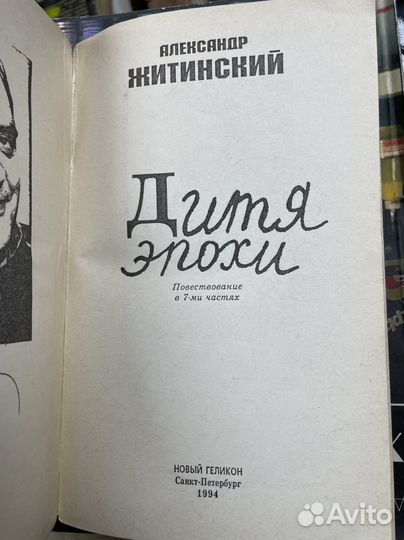 АЛЕКСАНДР
ЖИТИНСКИЙ
Дитя
эпохи
Повествование
в 7-ми частях
НОВЫЙ ГЕЛИКОН
Санкт-Петербург
1994
Avito